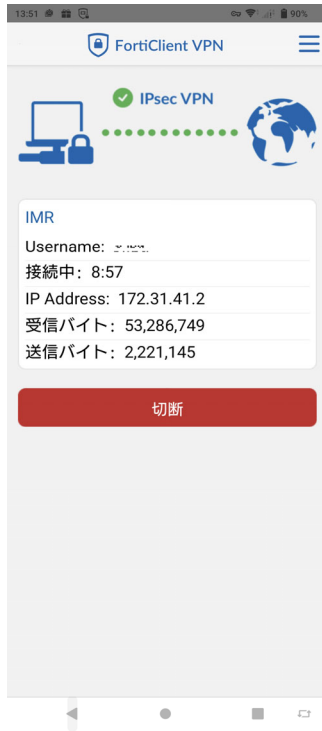 13:51
90%
FortiClient VPN
IPsec VPN
IMR
Username:
接続中: 8:57
IP Address: 172.31.41.2
受信バイト: 53,286,749
送信バイト: 2,221,145
切断